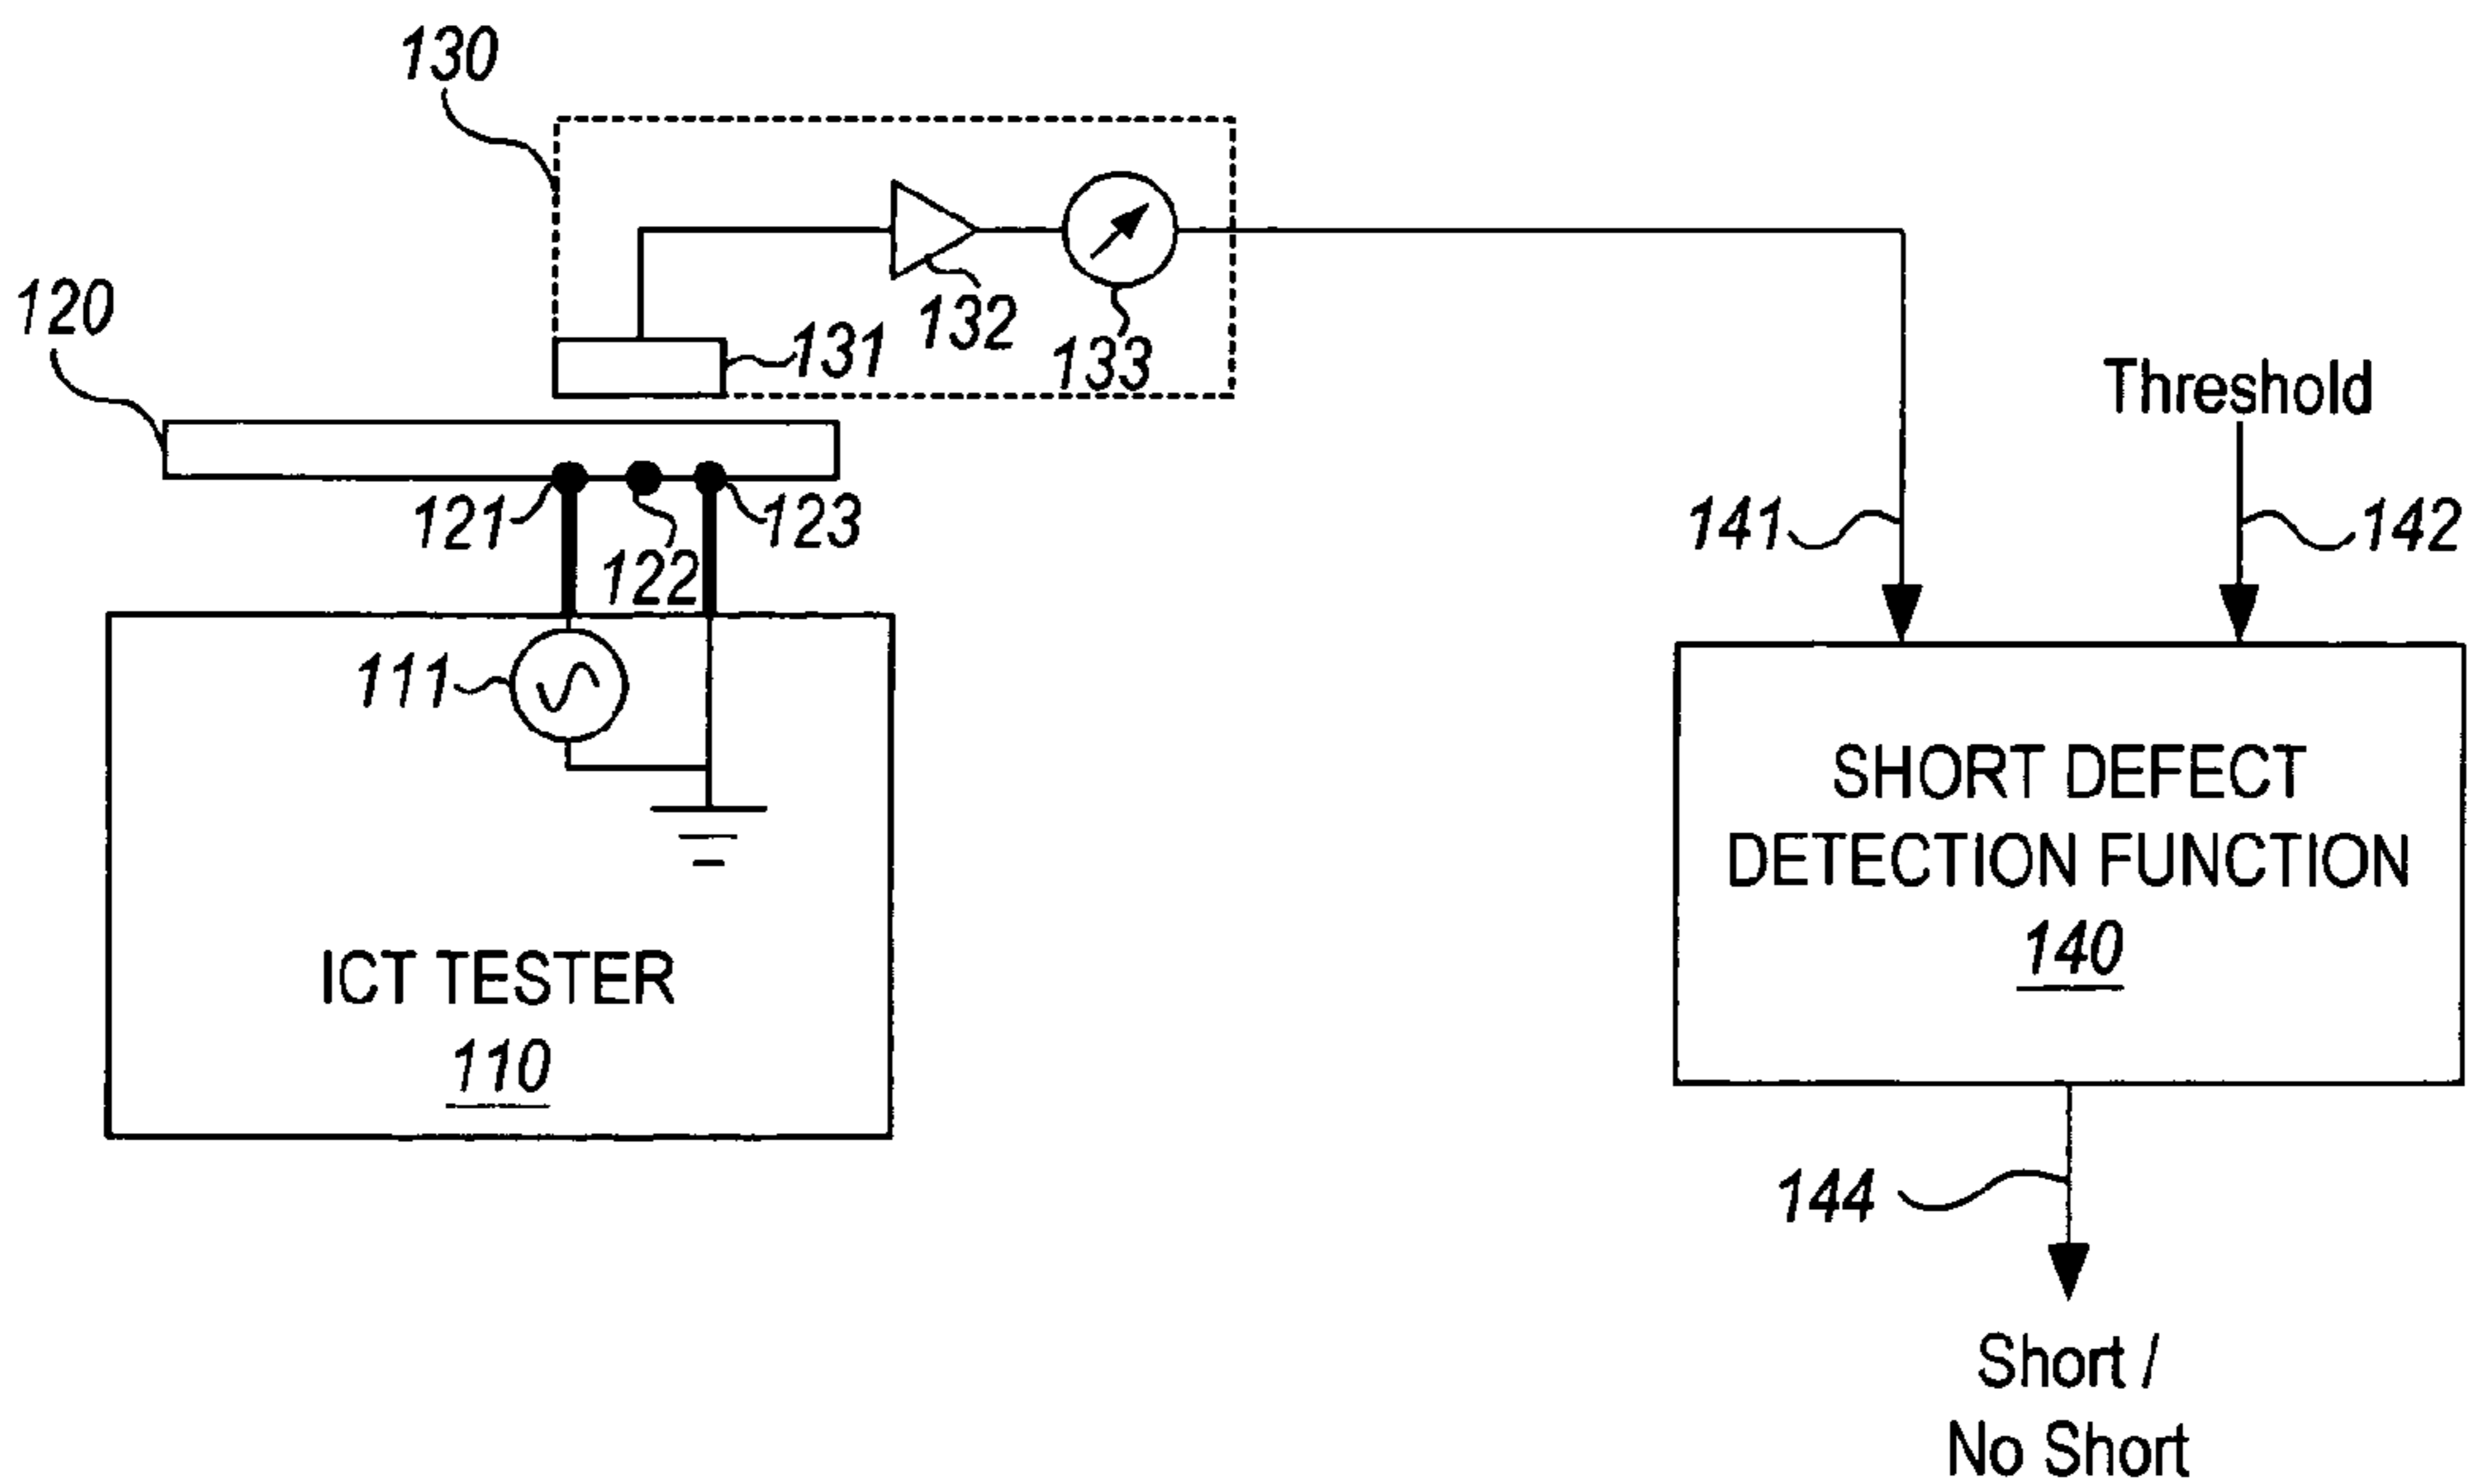 130
120
132
131
133
Threshold
121
123
122
141
142
111
SHORT DEFECT
DETECTION FUNCTION
140
ICT TESTER
110
144
Short /
No Short